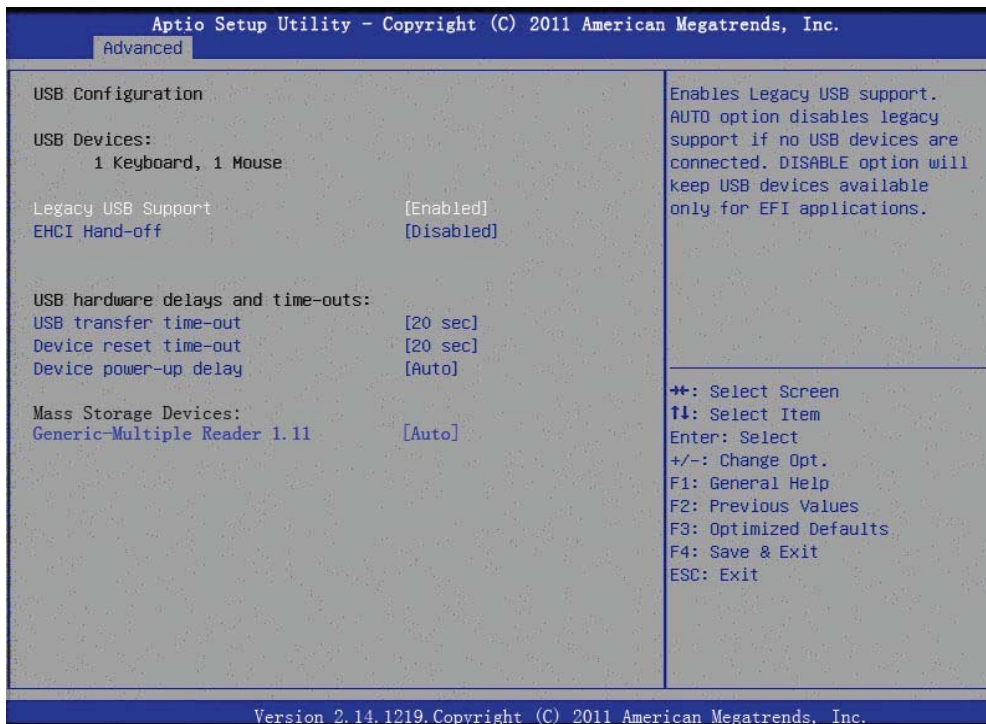 Aptio Setup Utility - Copyright (C) 2011 American Megatrends, Inc.
Advanced
USB Configuration
USB Devices:
1 Keyboard, 1 Mouse
Legacy USB Support [Enabled]
EHCI Hand-off [Disabled]
USB hardware delays and time-outs:
USB transfer time-out [20 sec]
Device reset time-out [20 sec]
Device power-up delay [Auto]
Mass Storage Devices:
Generic-Multiple Reader 1.11 [Auto]
Enables Legacy USB support.
AUTO option disables legacy
support if no USB devices are
connected. DISABLE option will
keep USB devices available
only for EFI applications.
→←: Select Screen
↑↓: Select Item
Enter: Select
+/-: Change Opt.
F1: General Help
F2: Previous Values
F3: Optimized Defaults
F4: Save & Exit
ESC: Exit
Version 2.14.1219.Copyright (C) 2011 American Megatrends, Inc.